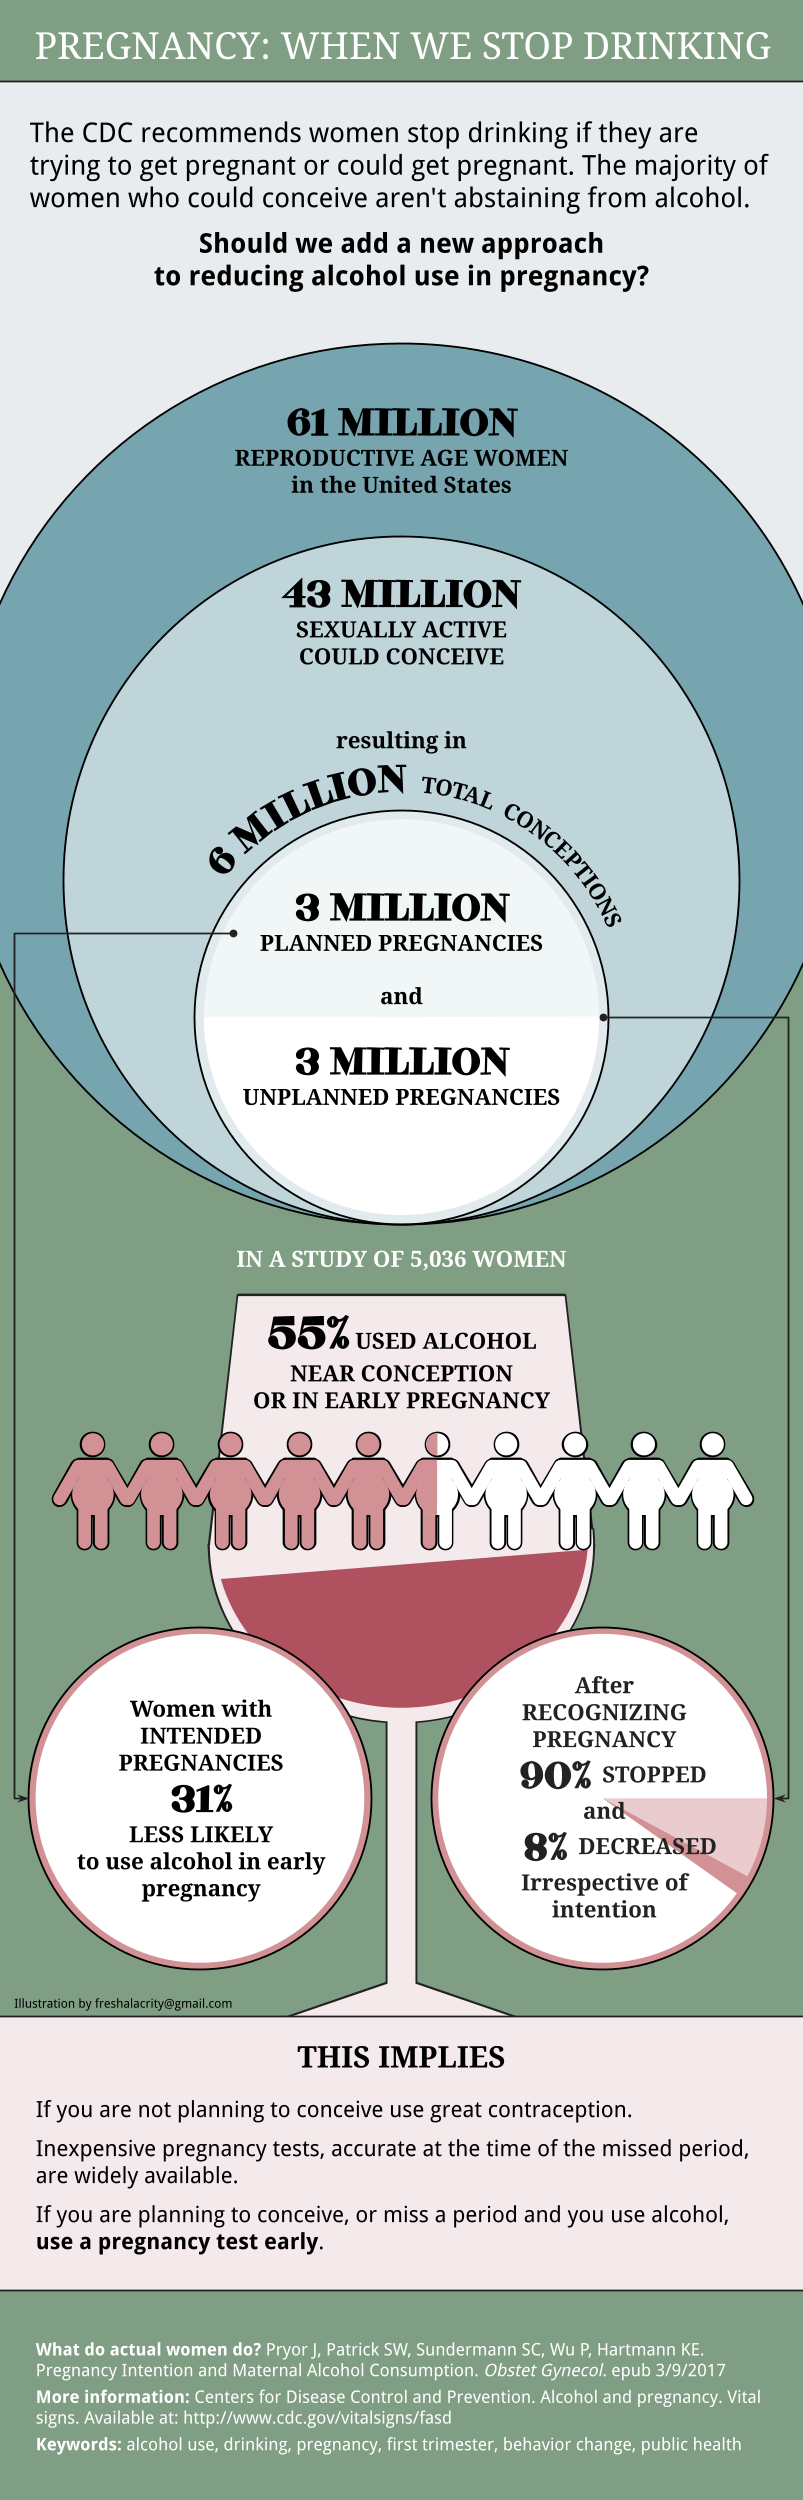 PREGNANCY: WHEN WE STOP DRINKING
The CDC recommends women stop drinking if they are
trying to get pregnant or could get pregnant. The majority of
women who could conceive aren't abstaining from alcohol.
Should we add a new approach
to reducing alcohol use in pregnancy?
61 MILLION
REPRODUCTIVE AGE WOMEN
in the United States
43 MILLION
SEXUALLY ACTIVE
COULD CONCEIVE
resulting in
6 MILLION TOTAL CONCEPTIONS
3 MILLION
PLANNED PREGNANCIES
and
3 MILLION
UNPLANNED PREGNANCIES
IN A STUDY OF 5,036 WOMEN
55% USED ALCOHOL
NEAR CONCEPTION
OR IN EARLY PREGNANCY
Women with
INTENDED
PREGNANCIES
31%
LESS LIKELY
to use alcohol in early
pregnancy
After
RECOGNIZING
PREGNANCY
90% STOPPED
and
8% DECREASED
Irrespective of
intention
Illustration by freshalacrity@gmail.com
THIS IMPLIES
If you are not planning to conceive use great contraception.
Inexpensive pregnancy tests, accurate at the time of the missed period,
are widely available.
If you are planning to conceive, or miss a period and you use alcohol,
use a pregnancy test early.
What do actual women do? Pryor J, Patrick SW, Sundermann SC, Wu P, Hartmann KE.
Pregnancy Intention and Maternal Alcohol Consumption. Obstet Gynecol. epub 3/9/2017
More information: Centers for Disease Control and Prevention. Alcohol and pregnancy. Vital
signs. Available at: http://www.cdc.gov/vitalsigns/fasd
Keywords: alcohol use, drinking, pregnancy, first trimester, behavior change, public health